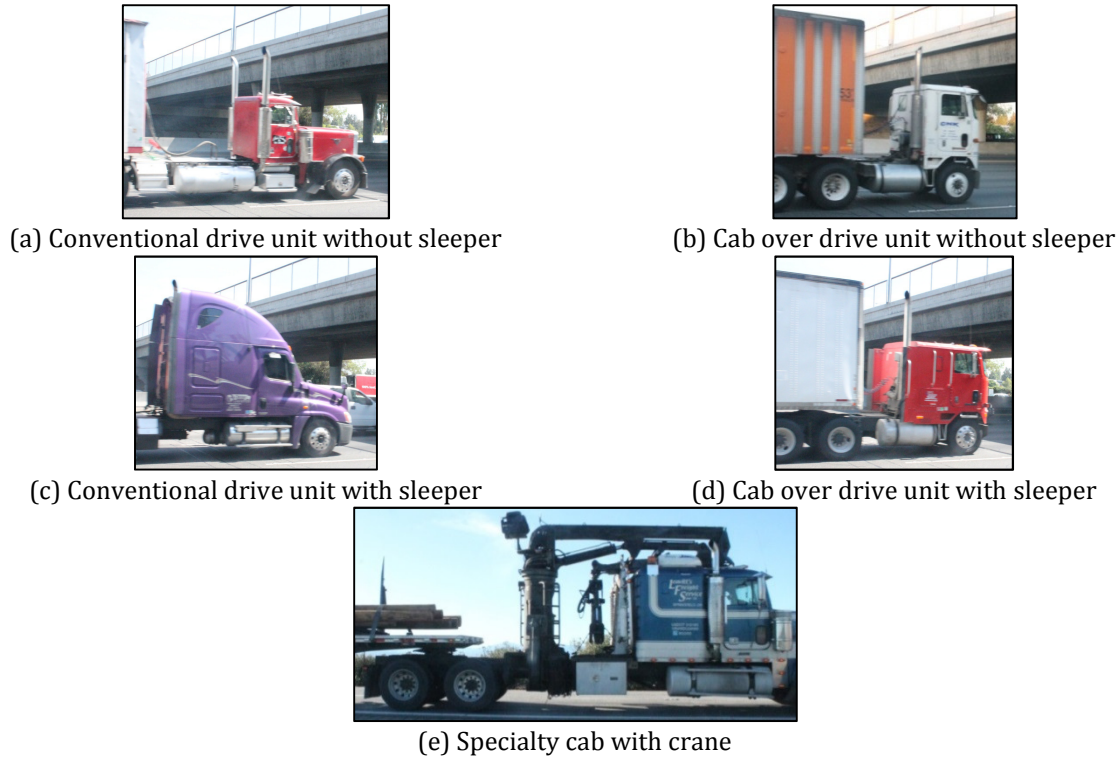 (a) Conventional drive unit without sleeper
(b) Cab over drive unit without sleeper
53'
(c) Conventional drive unit with sleeper
(d) Cab over drive unit with sleeper
(e) Specialty cab with crane